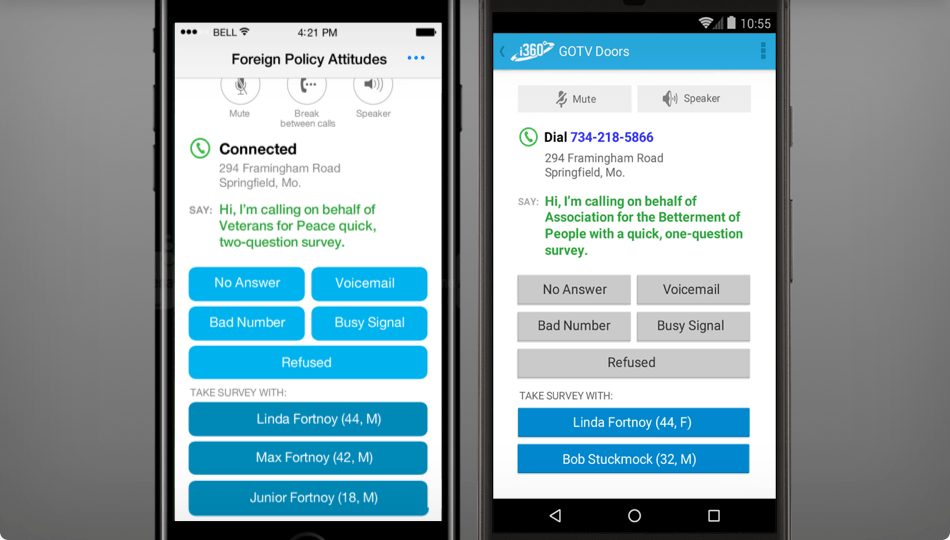 BELL
4:21 PM
Foreign Policy Attitudes
Mute
Break
between calls
Speaker
Connected
294 Framingham Road
Springfield, Mo.
SAY: Hi, I'm calling on behalf of
Veterans for Peace quick,
two-question survey.
No Answer
Voicemail
Bad Number
Busy Signal
Refused
TAKE SURVEY WITH:
Linda Fortnoy (44, M)
Max Fortnoy (42, M)
Junior Fortnoy (18, M)
10:55
i360
GOTV Doors
Mute
Speaker
Dial 734-218-5866
294 Framingham Road
Springfield, Mo.
SAY: Hi, I'm calling on behalf of
Association for the Betterment of
People with a quick, one-question
survey.
No Answer
Voicemail
Bad Number
Busy Signal
Refused
TAKE SURVEY WITH:
Linda Fortnoy (44, F)
Bob Stuckmock (32, M)